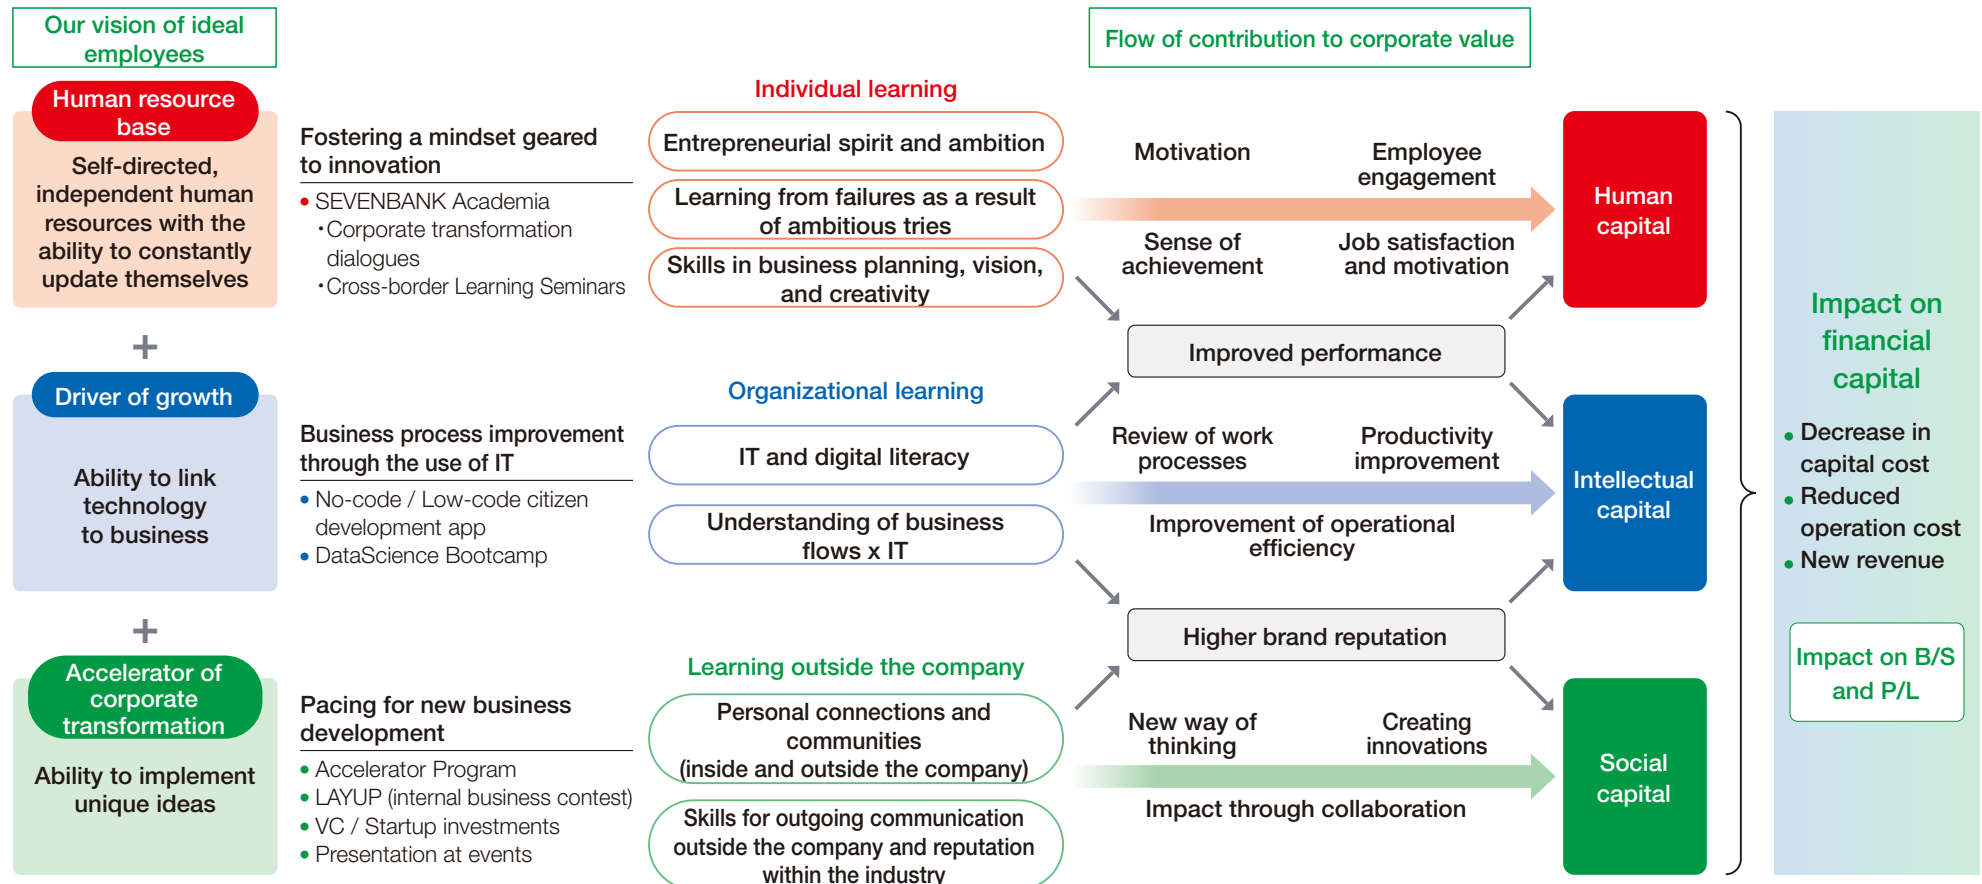 Our vision of ideal
employees
Flow of contribution to corporate value
Human resource
base
Self-directed,
independent human
resources with the
ability to constantly
update themselves
Fostering a mindset geared
to innovation
• SEVENBANK Academia
・Corporate transformation
dialogues
・Cross-border Learning Seminars
Individual learning
Entrepreneurial spirit and ambition
Learning from failures as a result
of ambitious tries
Skills in business planning, vision,
and creativity
Motivation
Employee
engagement
Sense of
achievement
Job satisfaction
and motivation
Human
capital
+
Improved performance
Driver of growth
Ability to link
technology
to business
Business process improvement
through the use of IT
• No-code / Low-code citizen
development app
• DataScience Bootcamp
Organizational learning
IT and digital literacy
Understanding of business
flows x IT
Review of work
processes
Productivity
improvement
Improvement of operational
efficiency
Intellectual
capital
+
Higher brand reputation
Accelerator of
corporate
transformation
Ability to implement
unique ideas
Pacing for new business
development
• Accelerator Program
• LAYUP (internal business contest)
• VC / Startup investments
• Presentation at events
Learning outside the company
Personal connections and
communities
(inside and outside the company)
Skills for outgoing communication
outside the company and reputation
within the industry
New way of
thinking
Creating
innovations
Impact through collaboration
Social
capital
Impact on
financial
capital
• Decrease in
capital cost
• Reduced
operation cost
• New revenue
Impact on B/S
and P/L